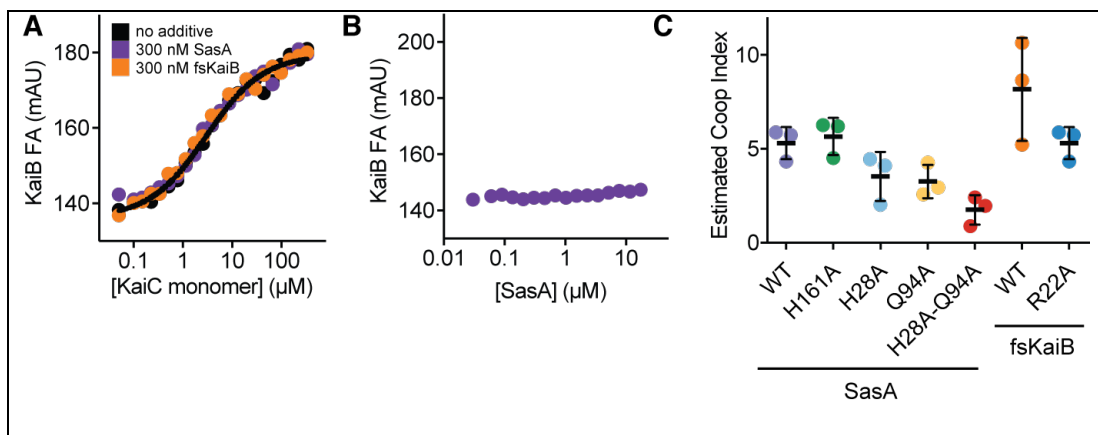 A
no additive
300 nM SasA
300 nM fsKaiB
KaiB FA (mAU)
180
160
140
0.1 1 10 100
[KaiC monomer] (µM)
B
KaiB FA (mAU)
200
180
160
140
0.01 0.1 1 10
[SasA] (µM)
C
Estimated Coop Index
10
5
0
WT
H161A
H28A
Q94A
H28A-Q94A
WT
R22A
SasA
fsKaiB